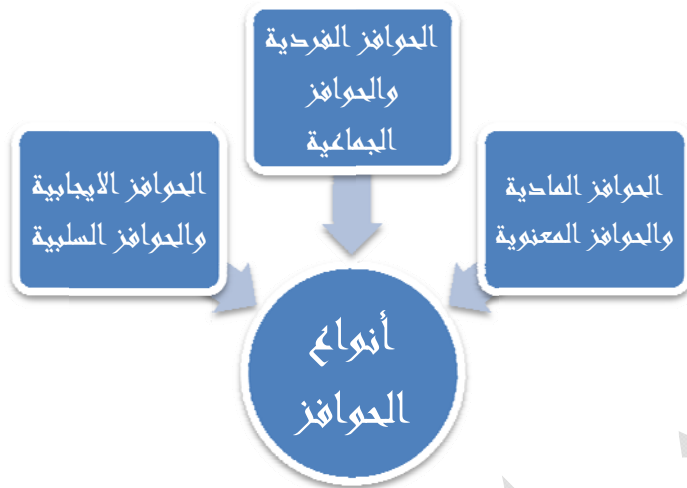 الحوافز الفردية
والحوافز
الجماعية
الحوافز المادية
والحوافز المعنوية
الحوافز الايجابية
والحوافز السلبية
أنواع
الحوافز